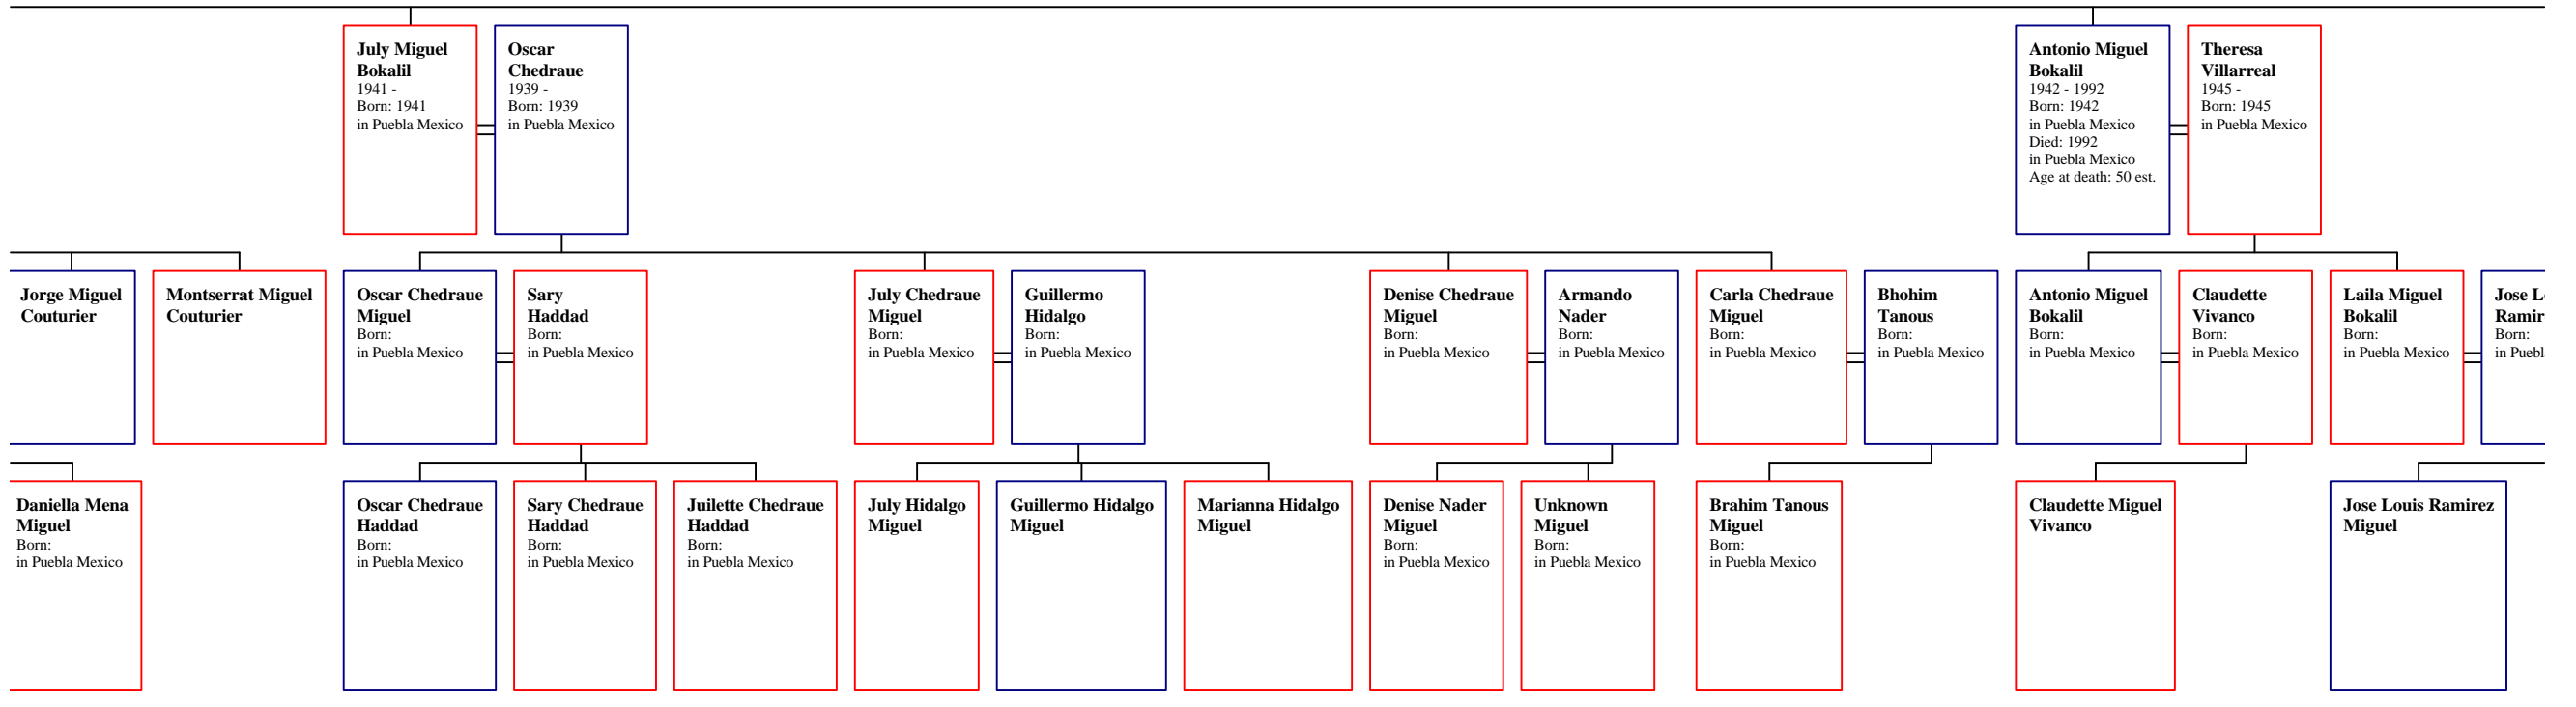 July Miguel
Bokalil
1941 -
Born: 1941
in Puebla Mexico
Oscar
Chedraue
1939 -
Born: 1939
in Puebla Mexico
Antonio Miguel
Bokalil
1942 - 1992
Born: 1942
in Puebla Mexico
Died: 1992
in Puebla Mexico
Age at death: 50 est.
Theresa
Villarreal
1945 -
Born: 1945
in Puebla Mexico
Jorge Miguel
Couturier
Montserrat Miguel
Couturier
Oscar Chedraue
Miguel
Born:
in Puebla Mexico
Sary
Haddad
Born:
in Puebla Mexico
July Chedraue
Miguel
Born:
in Puebla Mexico
Guillermo
Hidalgo
Born:
in Puebla Mexico
Denise Chedraue
Miguel
Born:
in Puebla Mexico
Armando
Nader
Born:
in Puebla Mexico
Carla Chedraue
Miguel
Born:
in Puebla Mexico
Bhohim
Tanous
Born:
in Puebla Mexico
Antonio Miguel
Bokalil
Born:
in Puebla Mexico
Claudette
Vivanco
Born:
in Puebla Mexico
Laila Miguel
Bokalil
Born:
in Puebla Mexico
Jose
Born:
in
Daniella Mena
Miguel
Born:
in Puebla Mexico
Oscar Chedraue
Haddad
Born:
in Puebla Mexico
Sary Chedraue
Haddad
Born:
in Puebla Mexico
Juilette Chedraue
Haddad
Born:
in Puebla Mexico
July Hidalgo
Miguel
Guillermo Hidalgo
Miguel
Marianna Hidalgo
Miguel
Denise Nader
Miguel
Born:
in Puebla Mexico
Unknown
Miguel
Born:
in Puebla Mexico
Brahim Tanous
Miguel
Born:
in Puebla Mexico
Claudette Miguel
Vivanco
Jose Louis Ramirez
Miguel